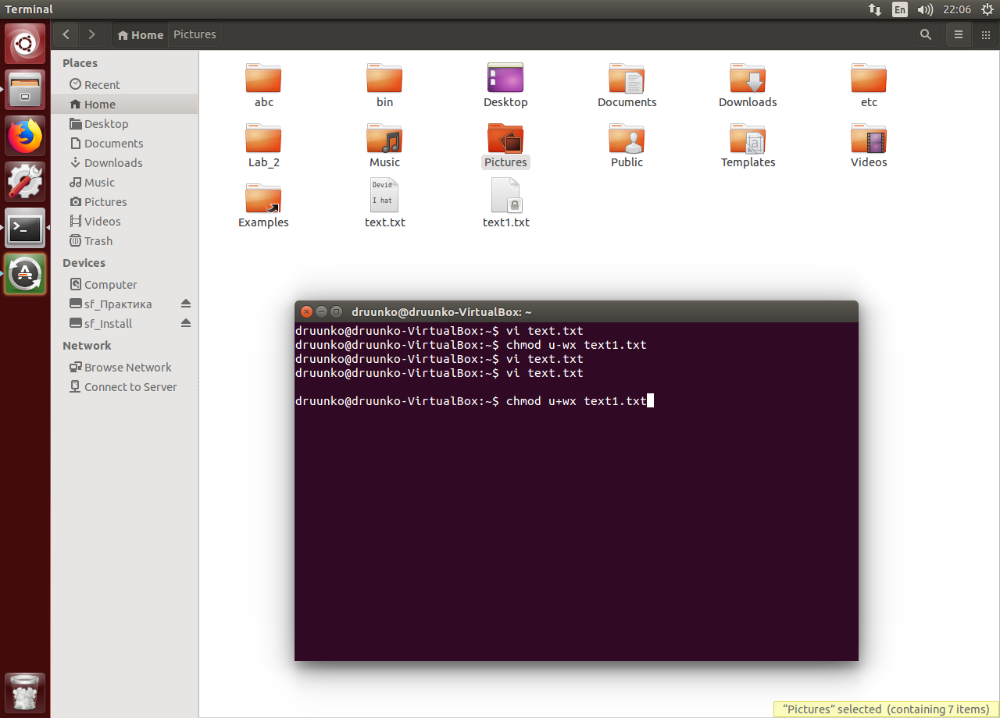 Terminal
En
22:06
Home
Pictures
Places
Recent
Home
Desktop
Documents
Downloads
Music
Pictures
Videos
Trash
Devices
Computer
sf_Практика
sf_Install
Network
Browse Network
Connect to Server
abc
bin
Desktop
Documents
Downloads
etc
Lab_2
Music
Pictures
Public
Templates
Videos
Devid
I hat
Examples
text.txt
text1.txt
druunko@druunko-VirtualBox: ~
druunko@druunko-VirtualBox:~$ vi text.txt
druunko@druunko-VirtualBox:~$ chmod u-wx text1.txt
druunko@druunko-VirtualBox:~$ vi text.txt
druunko@druunko-VirtualBox:~$ vi text.txt
druunko@druunko-VirtualBox:~$ chmod u+wx text1.txt
“Pictures” selected (containing 7 items)